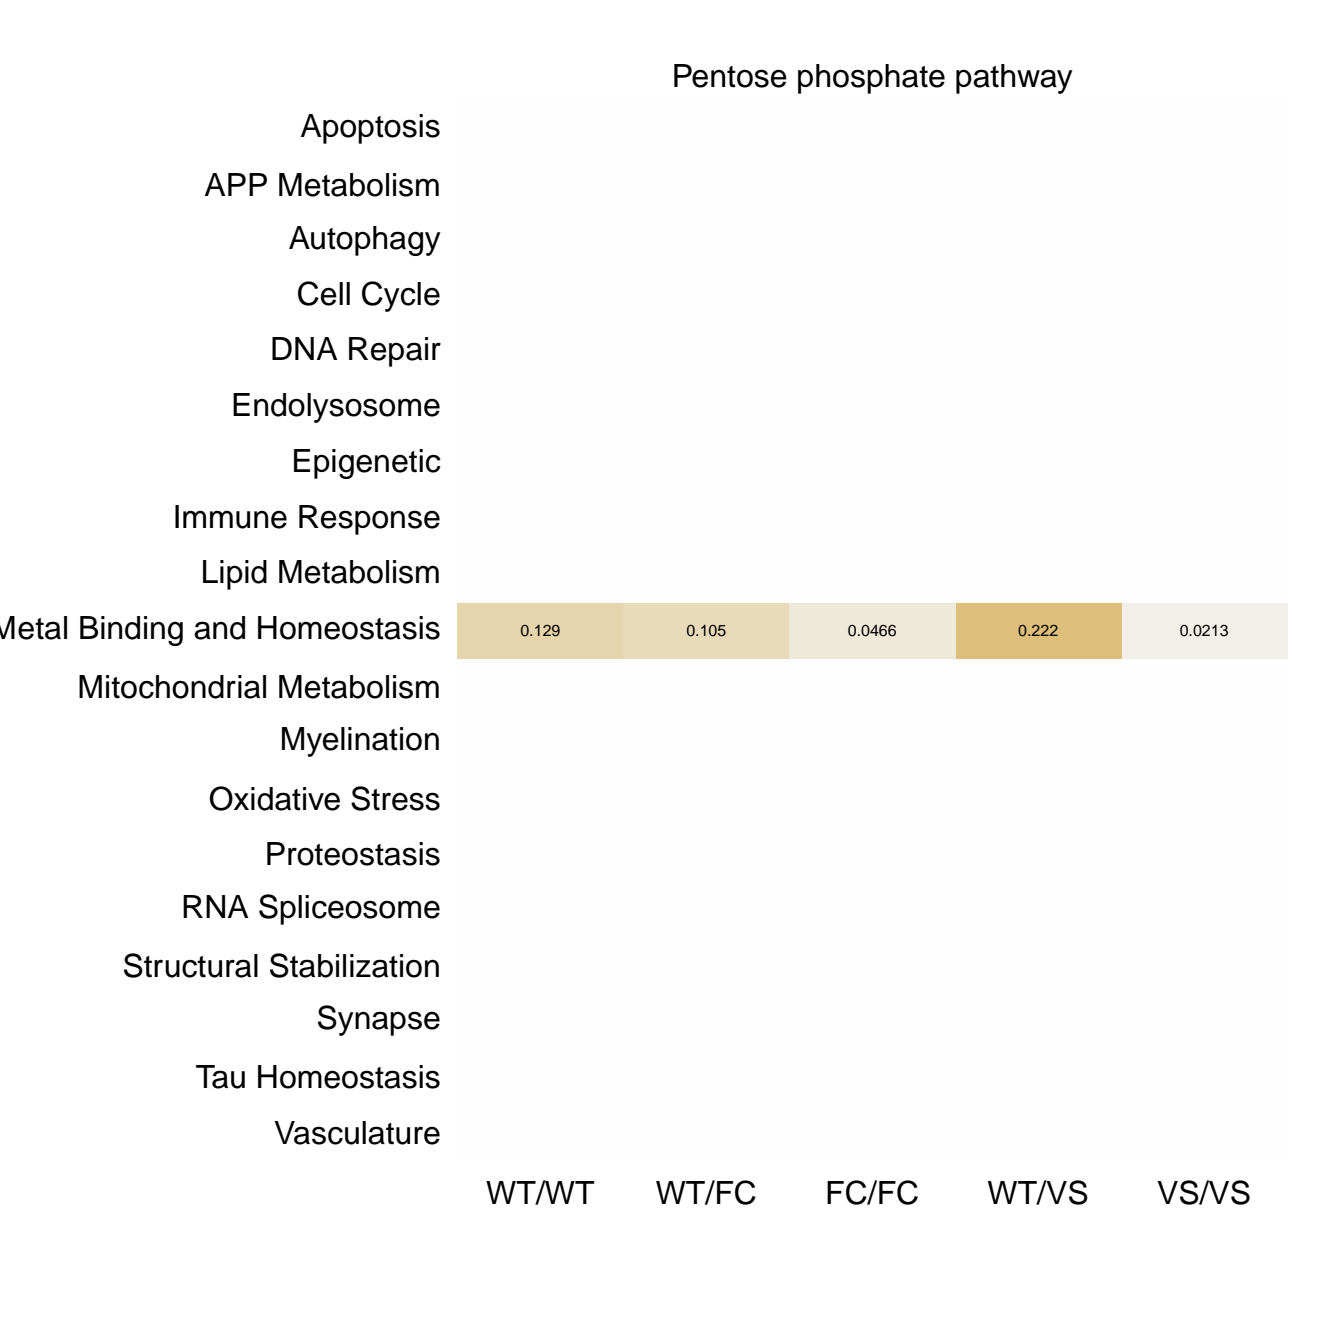 Pentose phosphate pathway
Apoptosis
APP Metabolism
Autophagy
Cell Cycle
DNA Repair
Endolysosome
Epigenetic
Immune Response
Lipid Metabolism
Metal Binding and Homeostasis 0.129 0.105 0.0466 0.222 0.0213
Mitochondrial Metabolism
Myelination
Oxidative Stress
Proteostasis
RNA Spliceosome
Structural Stabilization
Synapse
Tau Homeostasis
Vasculature
WT/WT WT/FC FC/FC WT/VS VS/VS